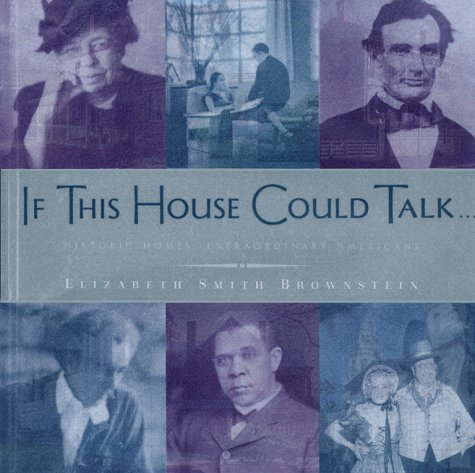 IF THIS HOUSE COULD TALK...
HISTORIC HOMES, EXTRAORDINARY AMERICANS
ELIZABETH SMITH BROWNSTEIN